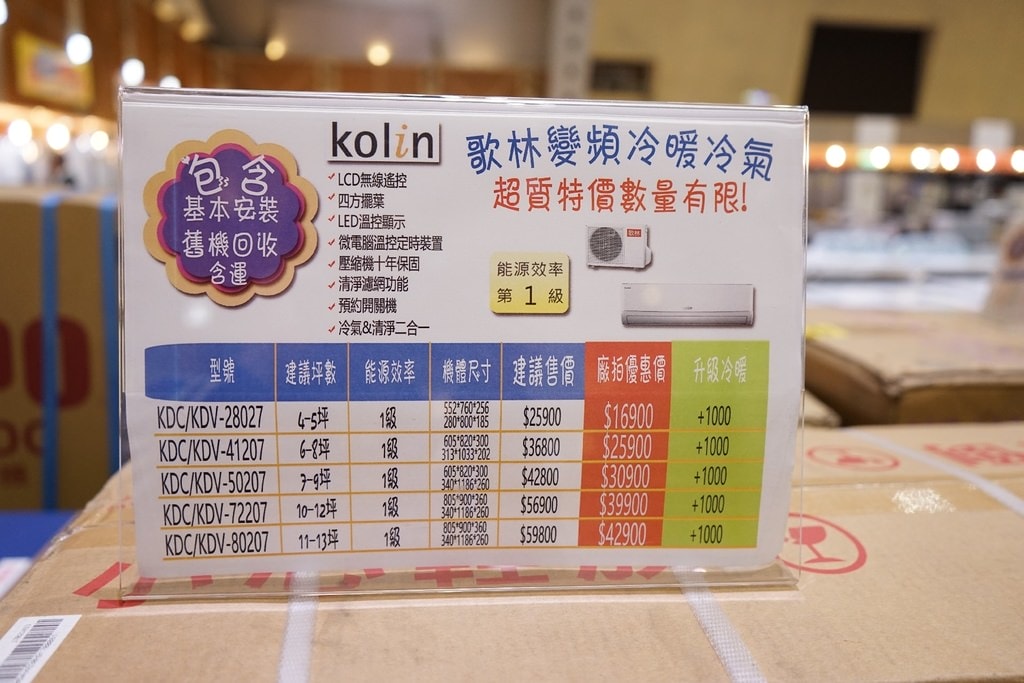 包含
基本安裝
舊機回收
含運
kolin
LCD無線遙控
四方擺葉
LED溫控顯示
微電腦溫控定時裝置
壓縮機十年保固
清淨濾網功能
預約開關機
冷氣&清淨二合一
歌林變頻冷暖冷氣
超質特價數量有限!
歌林
能源效率
第 1 級
型號 建議坪數 能源效率 機體尺寸 建議售價 廠拍優惠價 升級冷暖
KDC/KDV-28027 4-5坪 1級 552*760*256 280*800*185 $25900 $16900 +1000
KDC/KDV-41207 6-8坪 1級 605*820*300 313*1033*202 $36800 $25900 +1000
KDC/KDV-50207 7-9坪 1級 605*820*300 340*1186*260 $42800 $30900 +1000
KDC/KDV-72207 10-12坪 1級 805*900*360 340*1186*260 $56900 $39900 +1000
KDC/KDV-80207 11-13坪 1級 805*900*360 340*1186*260 $59800 $42900 +1000